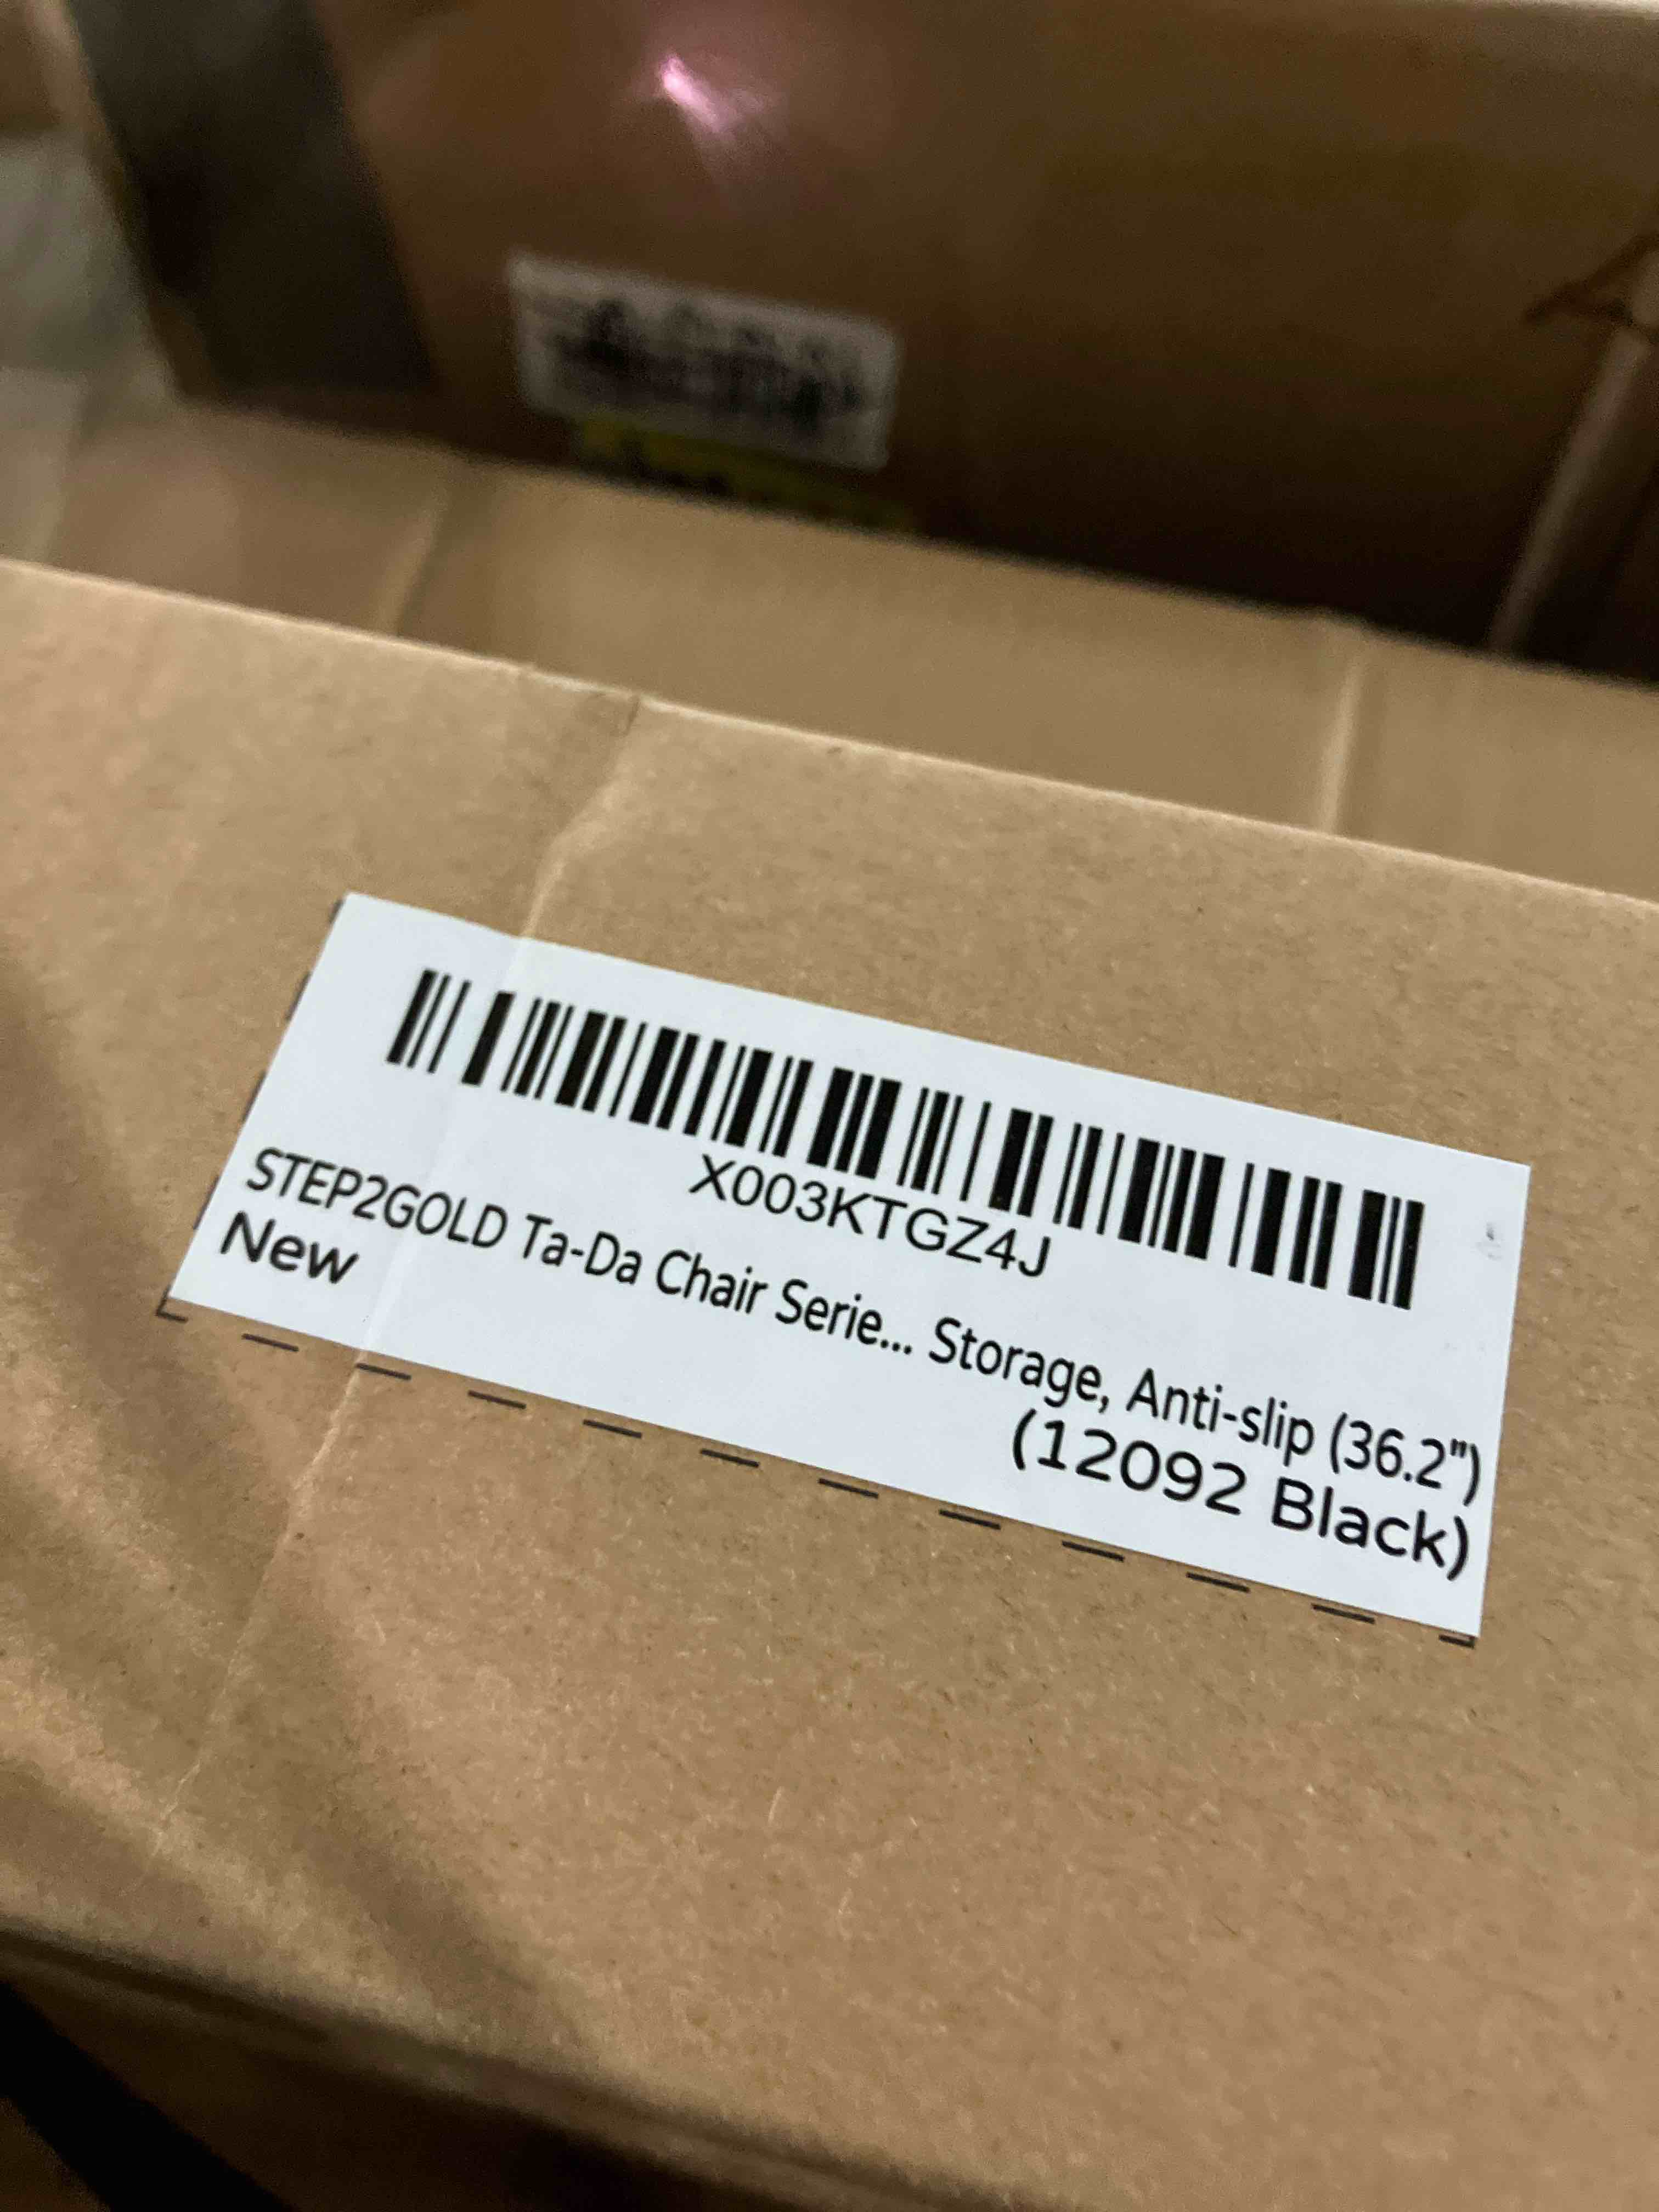 X003KTGZ4J
STEP2GOLD Ta-Da Chair Serie... Storage, Anti-slip (36.2")
New
(12092 Black)